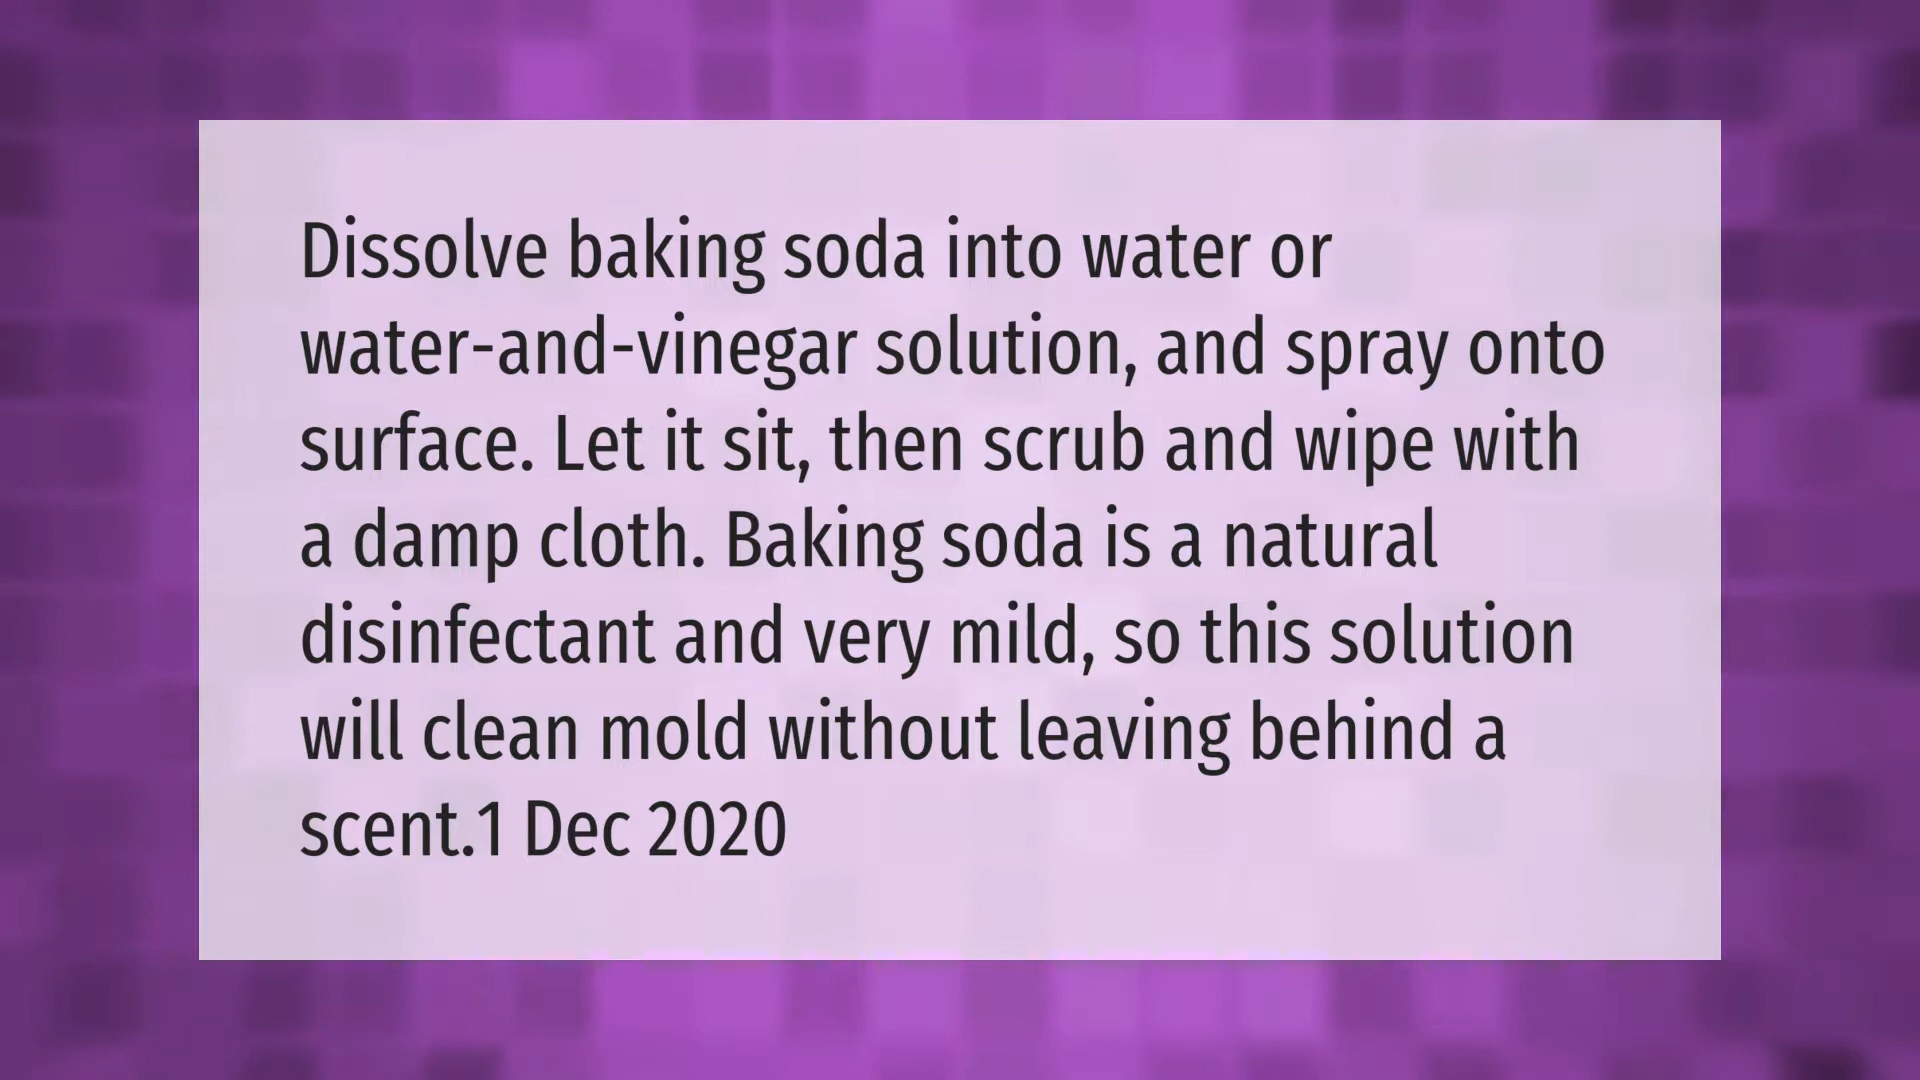 Dissolve baking soda into water or
water-and-vinegar solution, and spray onto
surface. Let it sit, then scrub and wipe with
a damp cloth. Baking soda is a natural
disinfectant and very mild, so this solution
will clean mold without leaving behind a
scent.1 Dec 2020